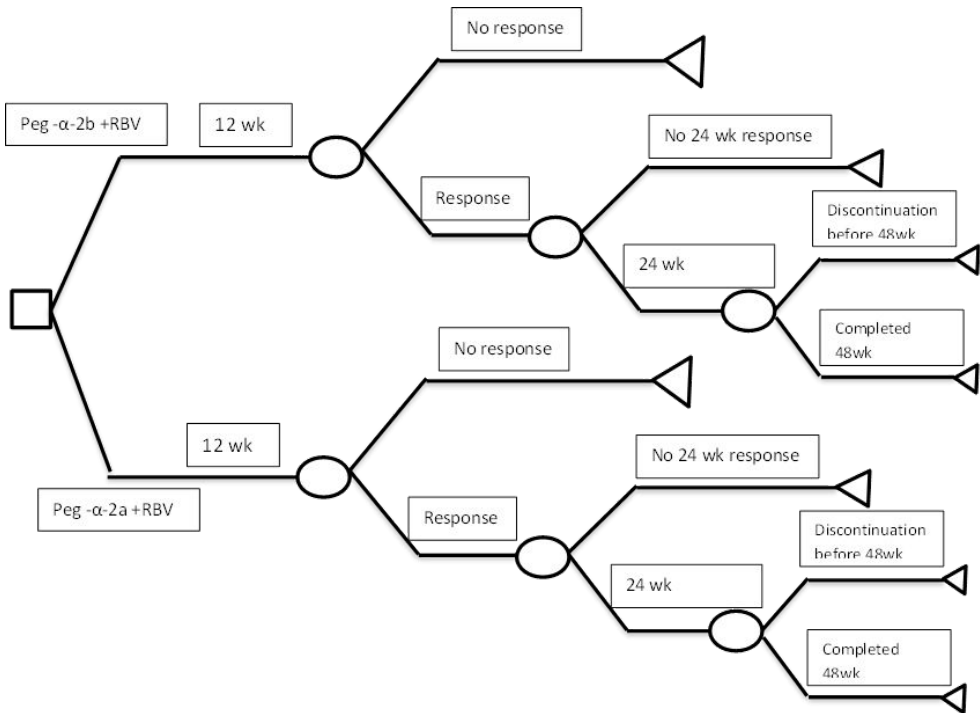 No response
Peg -α-2b +RBV
12 wk
No 24 wk response
Response
Discontinuation
before 48wk
24 wk
Completed
48wk
No response
12 wk
No 24 wk response
Peg -α-2a +RBV
Response
Discontinuation
before 48wk
24 wk
Completed
48wk